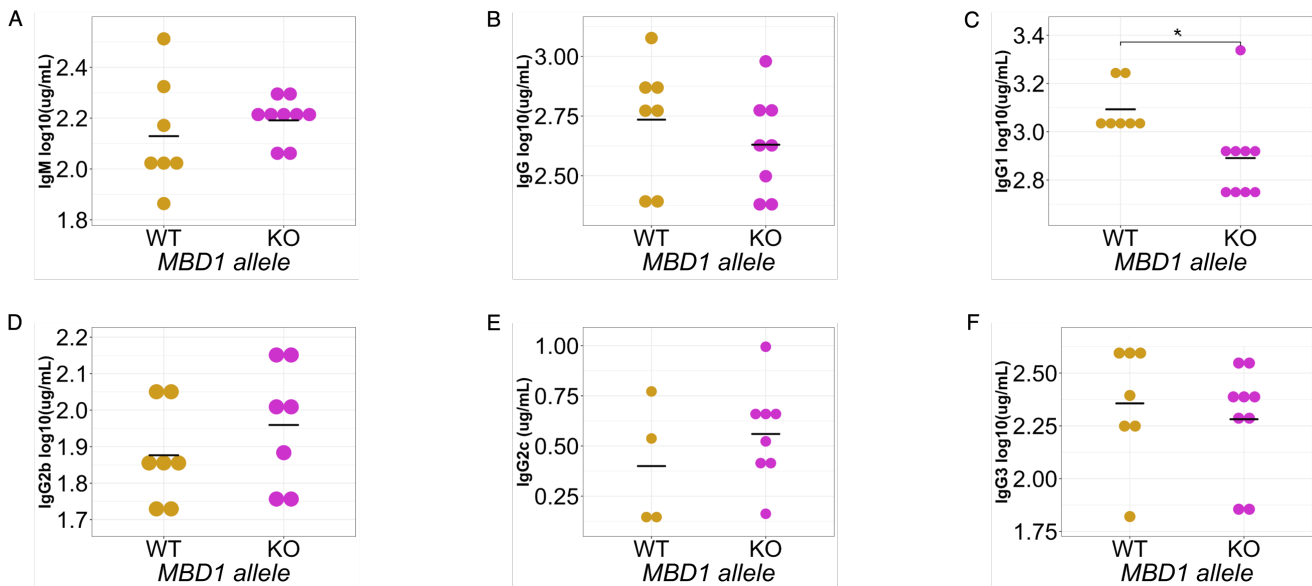 A
IgM log10(ug/mL)
2.4
2.2
2.0
1.8
WT KO
MBD1 allele
B
IgG log10(ug/mL)
3.00
2.75
2.50
WT KO
MBD1 allele
C
IgG1 log10(ug/mL)
3.4
3.2
3.0
2.8
*
WT KO
MBD1 allele
D
IgG2b log10(ug/mL)
2.2
2.1
2.0
1.9
1.8
1.7
WT KO
MBD1 allele
E
IgG2c (ug/mL)
1.00
0.75
0.50
0.25
WT KO
MBD1 allele
F
IgG3 log10(ug/mL)
2.50
2.25
2.00
1.75
WT KO
MBD1 allele